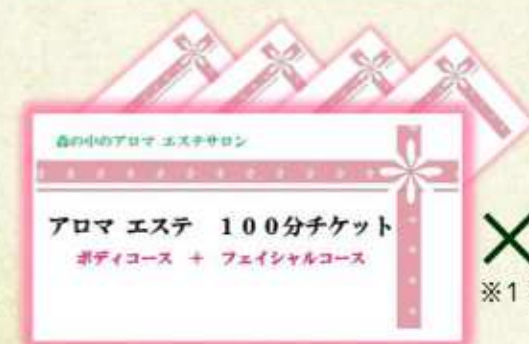 森の中のアロマ エステサロン
アロマ エステ １００分チケット
ボディコース ＋ フェイシャルコース
×
※1